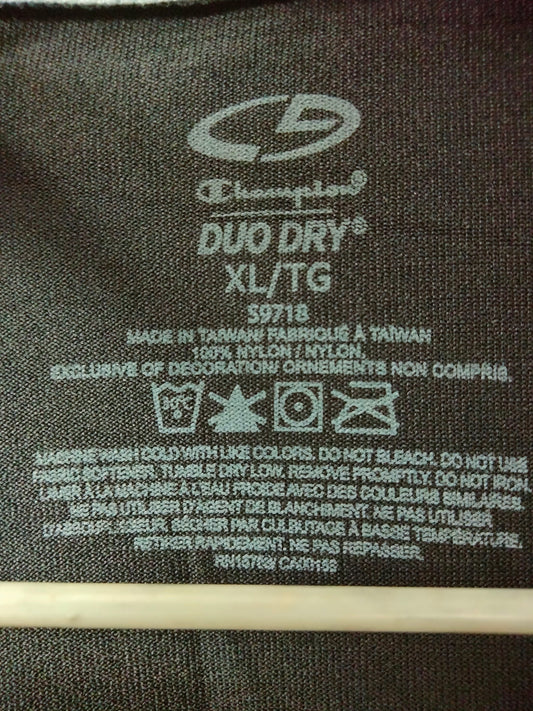 C9
Champion®
DUO DRY®
XL/TG
S9718
MADE IN TAIWAN/ FABRIQUÉ À TAÏWAN
100% NYLON / NYLON.
EXCLUSIVE OF DECORATION/ ORNEMENTS NON COMPRIS.
MACHINE WASH COLD WITH LIKE COLORS. DO NOT BLEACH. DO NOT USE
FABRIC SOFTENER. TUMBLE DRY LOW. REMOVE PROMPTLY. DO NOT IRON.
LAVER À LA MACHINE À L'EAU FROIDE AVEC DES COULEURS SIMILAIRES.
NE PAS UTILISER D'AGENT DE BLANCHIMENT. NE PAS UTILISER
D'ASSOUPLISSEUR. SÉCHER PAR CULBUTAGE À BASSE TEMPÉRATURE.
RETIRER RAPIDEMENT. NE PAS REPASSER.
CA00153